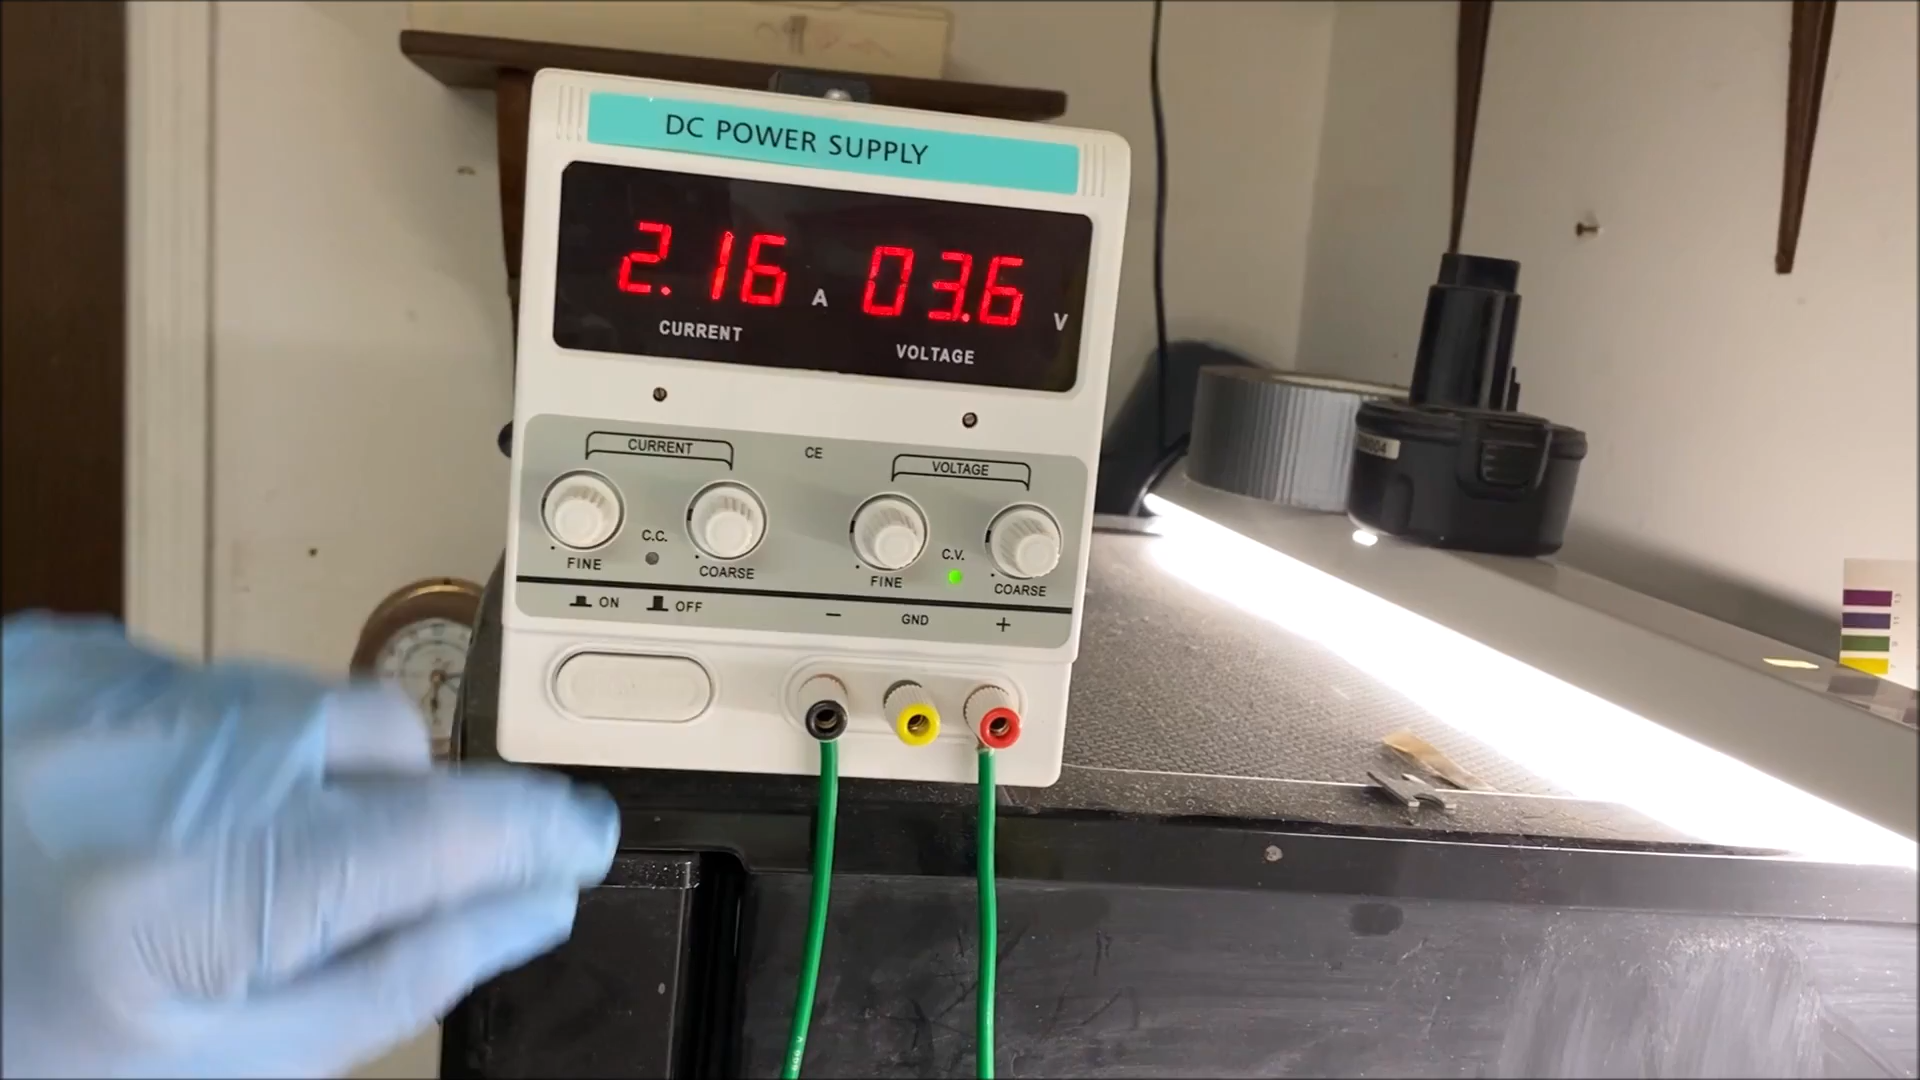 DC POWER SUPPLY
2.16 A 03.6 V
CURRENT VOLTAGE
CURRENT CE VOLTAGE
C.C. C.V.
FINE COARSE FINE COARSE
ON OFF − GND +
600 V